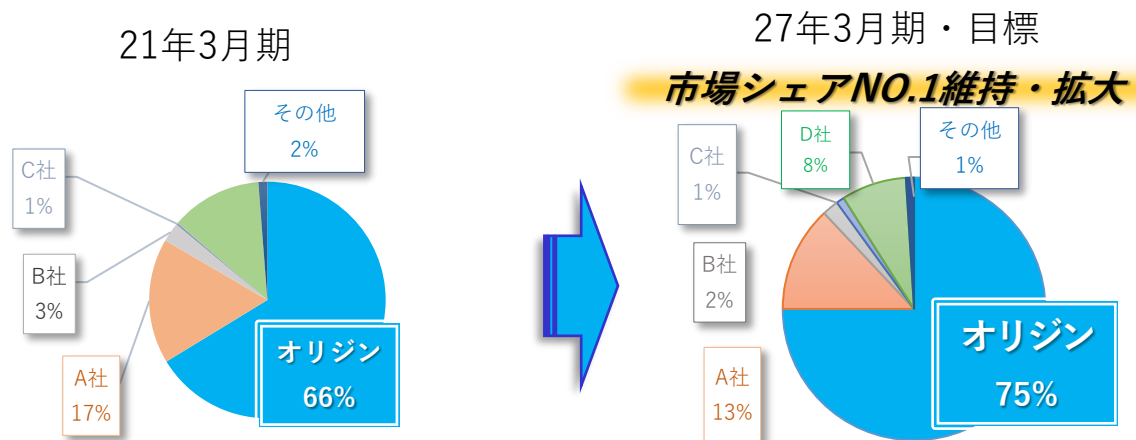 21年3月期
その他
2%
C社
1%
B社
3%
A社
17%
オリジン
66%
27年3月期・目標
市場シェアNO.1維持・拡大
C社
1%
D社
8%
その他
1%
B社
2%
A社
13%
オリジン
75%